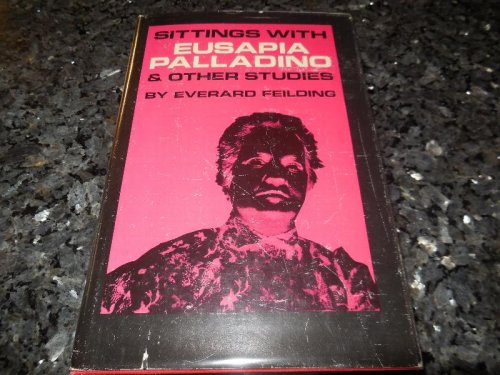 SITTINGS WITH
EUSAPIA
PALLADINO
& OTHER STUDIES
BY EVERARD FEILDING